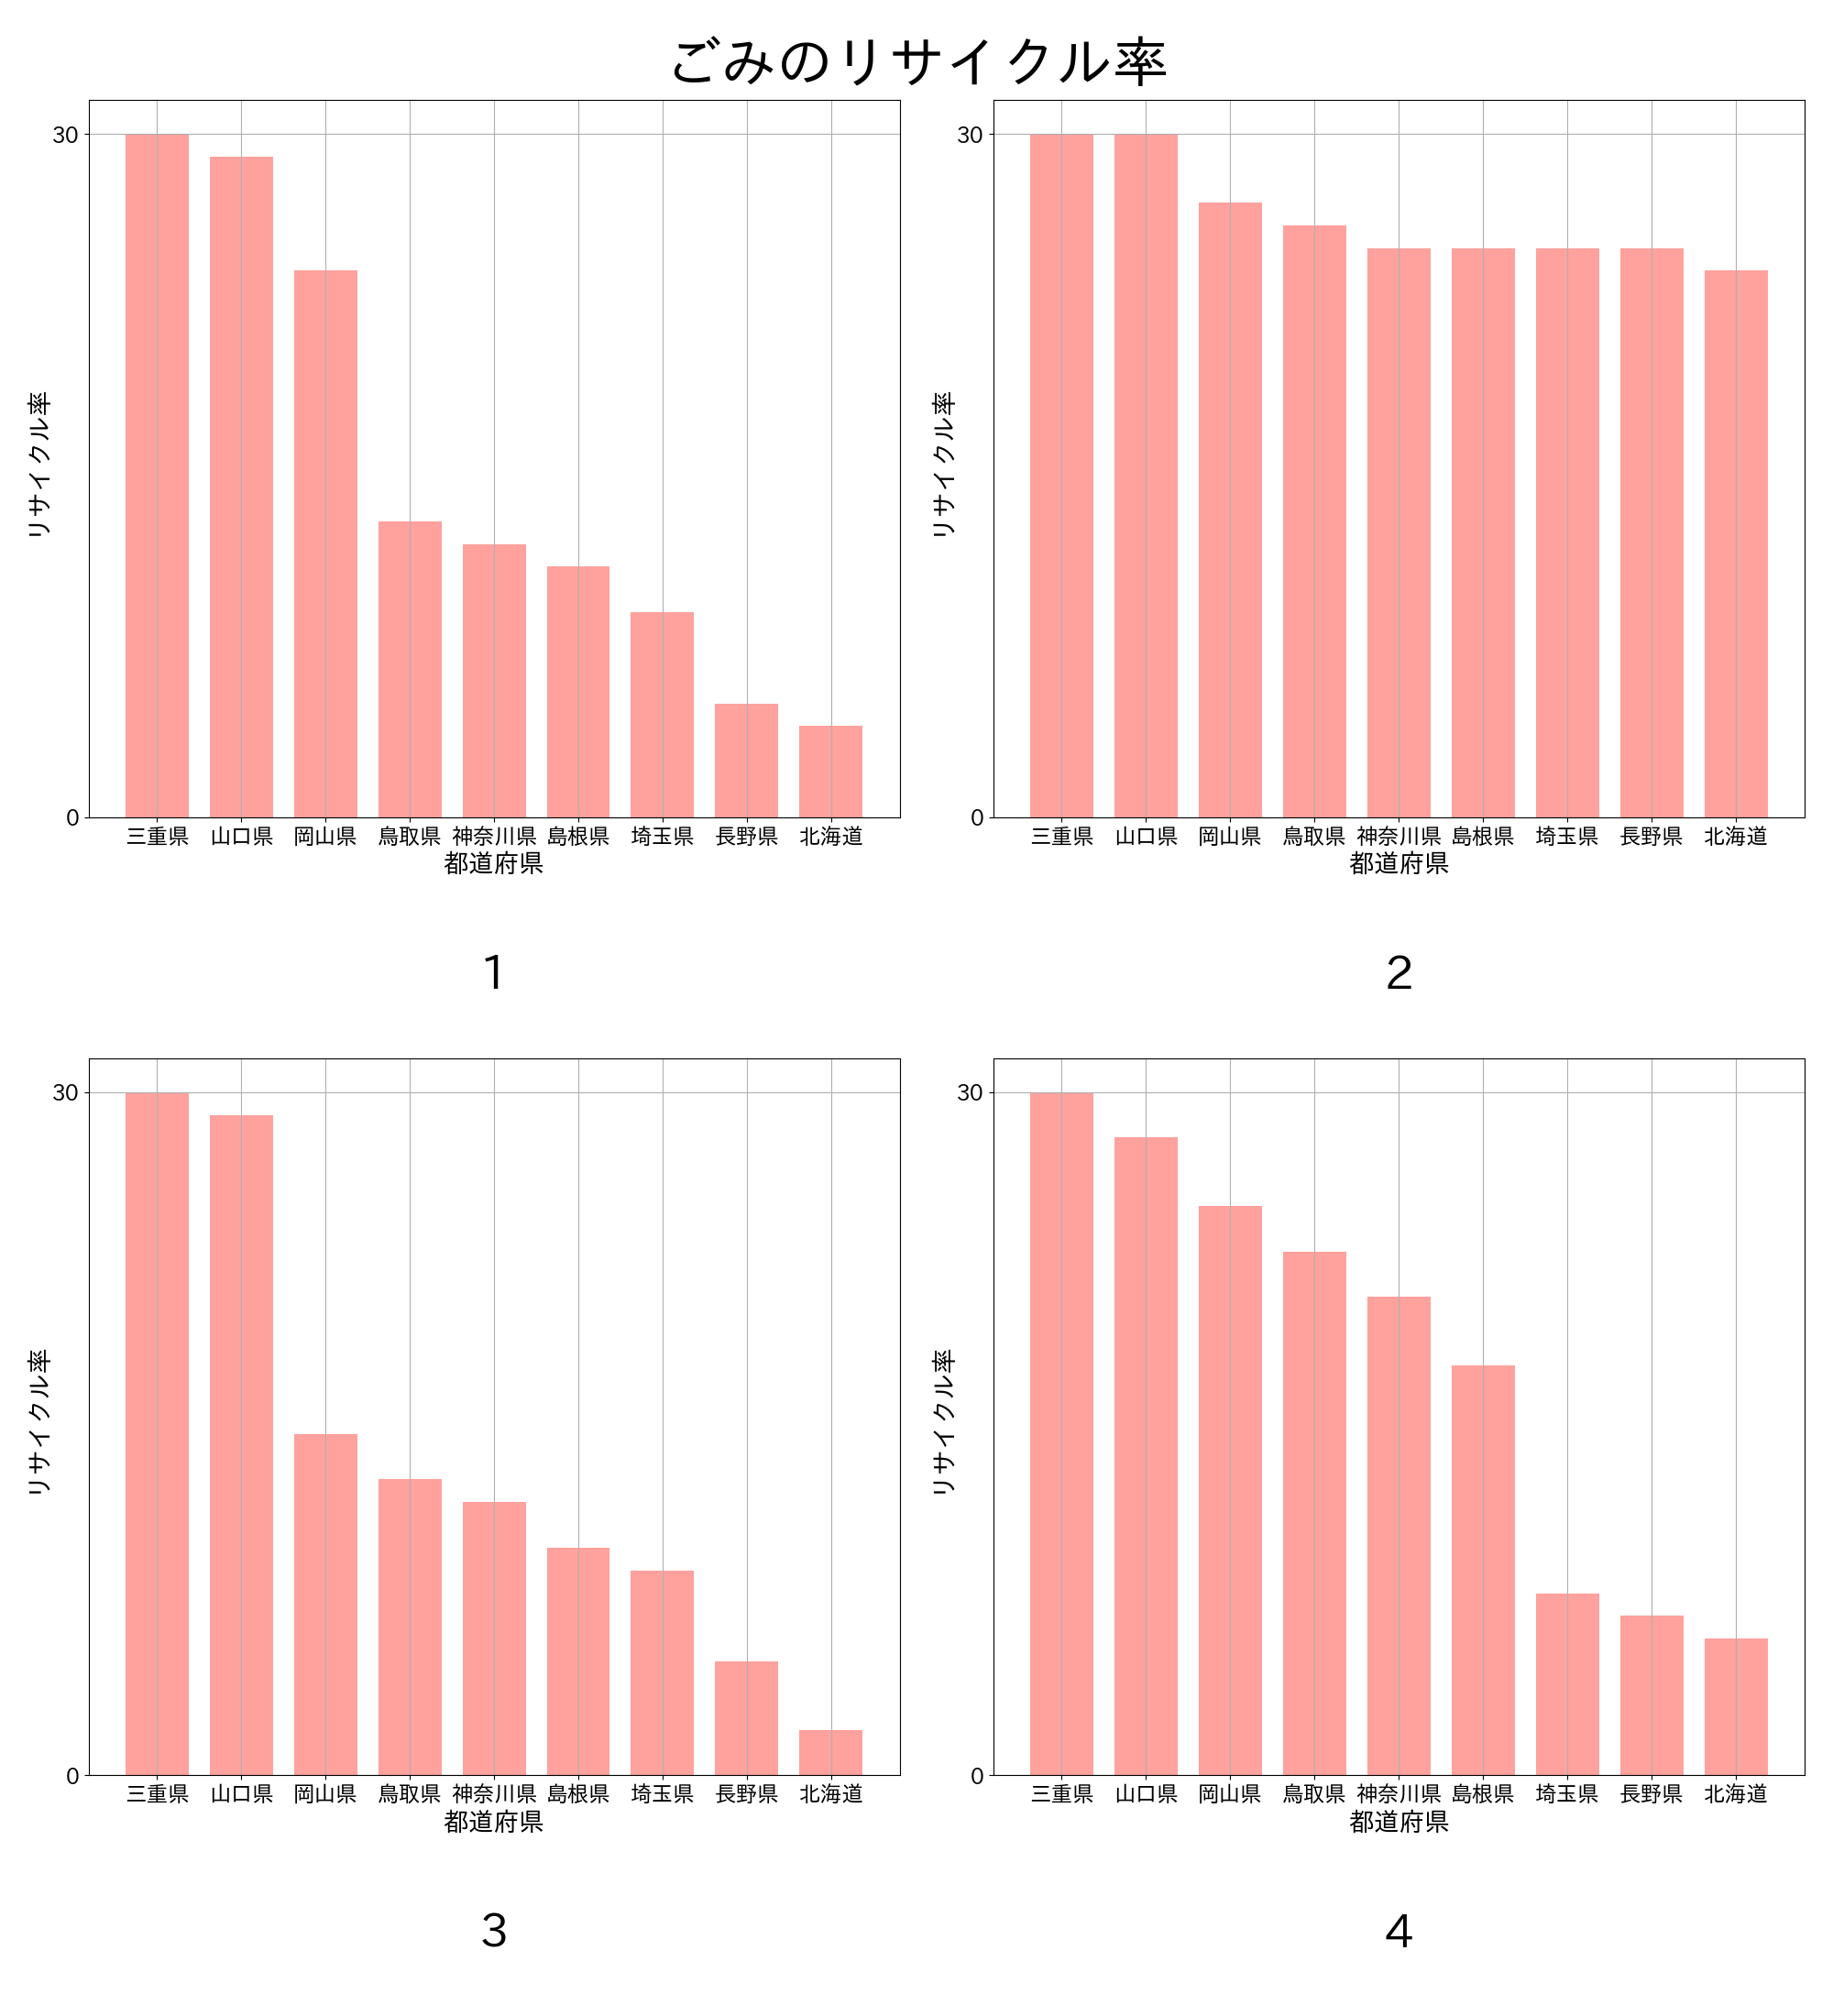 ごみのリサイクル率
30
0
リサイクル率
三重県 山口県 岡山県 鳥取県 神奈川県 島根県 埼玉県 長野県 北海道
都道府県
1
30
0
リサイクル率
三重県 山口県 岡山県 鳥取県 神奈川県 島根県 埼玉県 長野県 北海道
都道府県
2
30
0
リサイクル率
三重県 山口県 岡山県 鳥取県 神奈川県 島根県 埼玉県 長野県 北海道
都道府県
3
30
0
リサイクル率
三重県 山口県 岡山県 鳥取県 神奈川県 島根県 埼玉県 長野県 北海道
都道府県
4